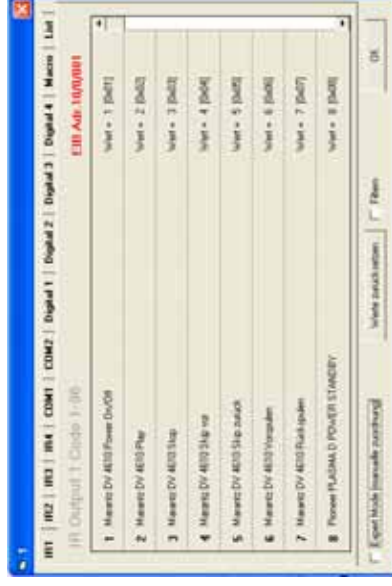 1
IR1 | IR2 | IR3 | IR4 | COM1 | COM2 | Digital 1 | Digital 2 | Digital 3 | Digital 4 | Macro | List
IR Output 1 Code 1-08 EIB Adr.10/0/001
1 Marantz DV 4610 Power On/Off Wert = 1 [0x01]
2 Marantz DV 4610 Play Wert = 2 [0x02]
3 Marantz DV 4610 Stop Wert = 3 [0x03]
4 Marantz DV 4610 Skip vor Wert = 4 [0x04]
5 Marantz DV 4610 Skip zurück Wert = 5 [0x05]
6 Marantz DV 4610 Vorspulen Wert = 6 [0x06]
7 Marantz DV 4610 Rückspulen Wert = 7 [0x07]
8 Pioneer PLASMA D POWER STANDBY Wert = 8 [0x08]
Expert Mode (manuelle zuordnung) Werte zurücksetzen Filtern OK